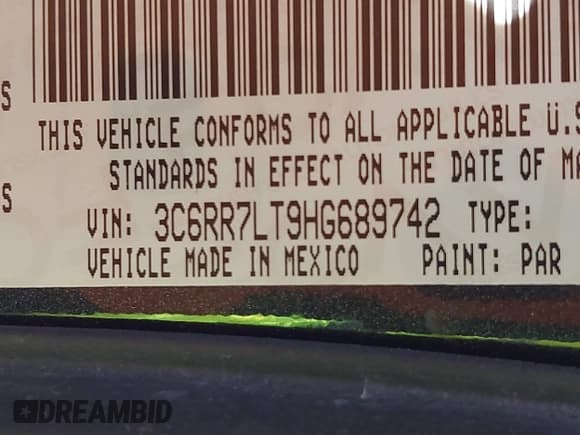 THIS VEHICLE CONFORMS TO ALL APPLICABLE U.S
S
STANDARDS IN EFFECT ON THE DATE OF MA
S
VIN: 3C6RR7LT9HG689742 TYPE:
VEHICLE MADE IN MEXICO PAINT: PAR
DREAMBID